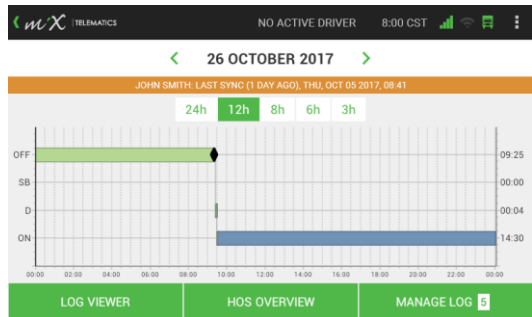 miX TELEMATICS NO ACTIVE DRIVER 8:00 CST
26 OCTOBER 2017
JOHN SMITH: LAST SYNC (1 DAY AGO), THU, OCT 05 2017, 08:41
24h 12h 8h 6h 3h
OFF 09:25
SB 00:00
D 00:04
ON 14:30
00:00 02:00 04:00 06:00 08:00 10:00 12:00 14:00 16:00 18:00 20:00 22:00 00:00
LOG VIEWER HOS OVERVIEW MANAGE LOG 5